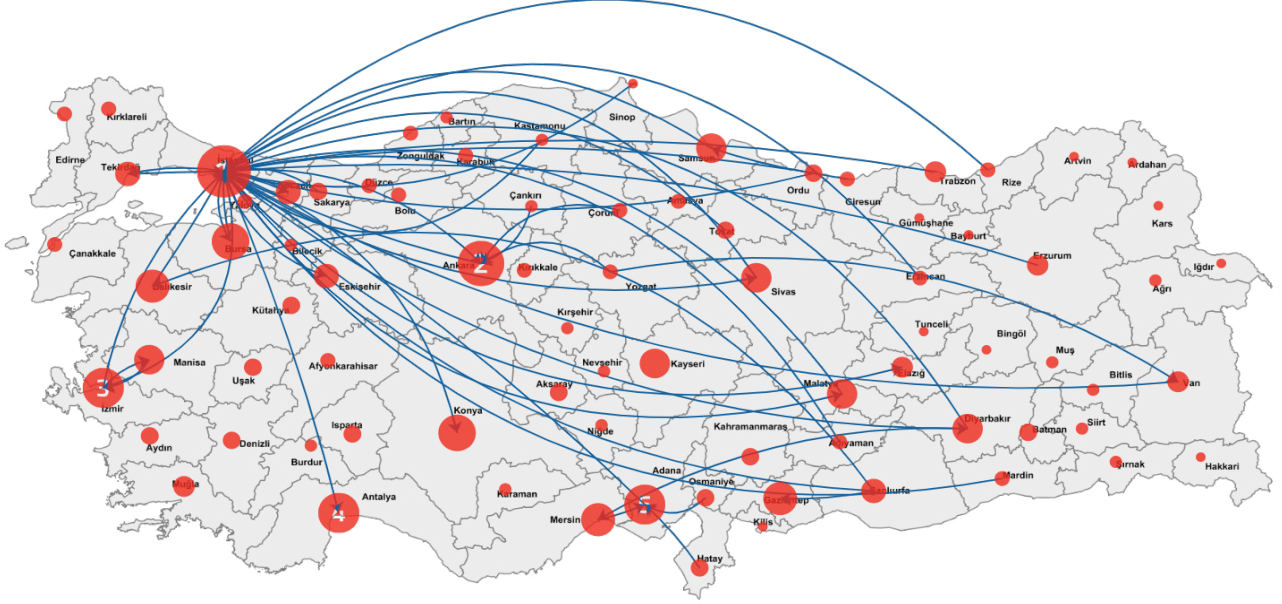 Kırklareli
Edirne
Tekirdağ
İstanbul
1
Yalova
Sakarya
Düzce
Bolu
Zonguldak
Bartın
Karabük
Kastamonu
Sinop
Çankırı
Çorum
Samsun
Amasya
Tokat
Ordu
Giresun
Trabzon
Rize
Artvin
Ardahan
Kars
Gümüşhane
Bayburt
Erzurum
Iğdır
Ağrı
Çanakkale
Balıkesir
Bursa
Bilecik
Eskişehir
Kütahya
Ankara
2
Kırıkkale
Yozgat
Sivas
Erzincan
Tunceli
Bingöl
Muş
Bitlis
Van
Manisa
3
İzmir
Uşak
Afyonkarahisar
Kırşehir
Nevşehir
Kayseri
Aksaray
Malatya
Elazığ
Diyarbakır
Batman
Siirt
Şırnak
Hakkari
Aydın
Denizli
Burdur
Isparta
Konya
Niğde
Kahramanmaraş
Adıyaman
Şanlıurfa
Mardin
Muğla
Antalya
4
Karaman
Mersin
Adana
5
Osmaniye
Gaziantep
Kilis
Hatay